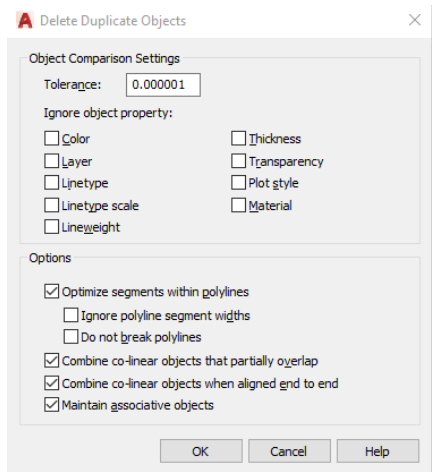 A Delete Duplicate Objects
Object Comparison Settings
Tolerance: 0.000001
Ignore object property:
Color Thickness
Layer Transparency
Linetype Plot style
Linetype scale Material
Lineweight
Options
Optimize segments within polylines
Ignore polyline segment widths
Do not break polylines
Combine co-linear objects that partially overlap
Combine co-linear objects when aligned end to end
Maintain associative objects
OK Cancel Help